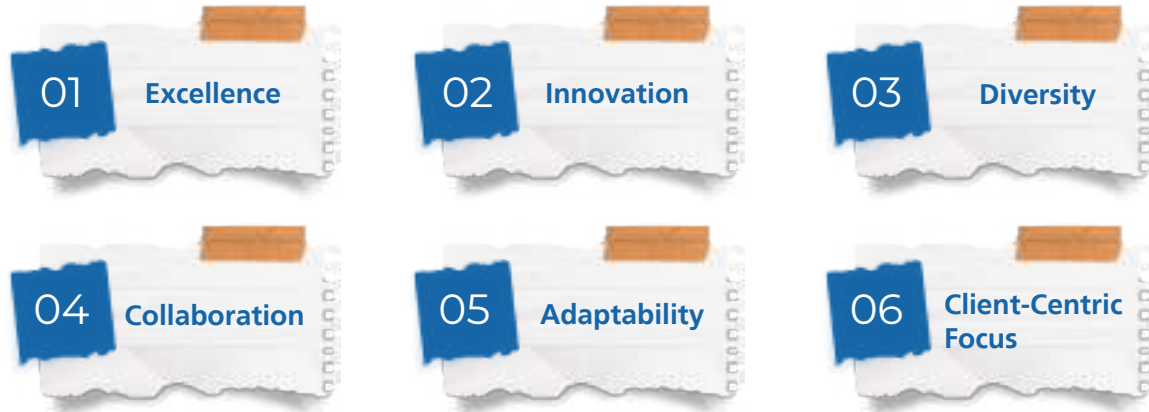 01 Excellence
02 Innovation
03 Diversity
04 Collaboration
05 Adaptability
06 Client-Centric
Focus